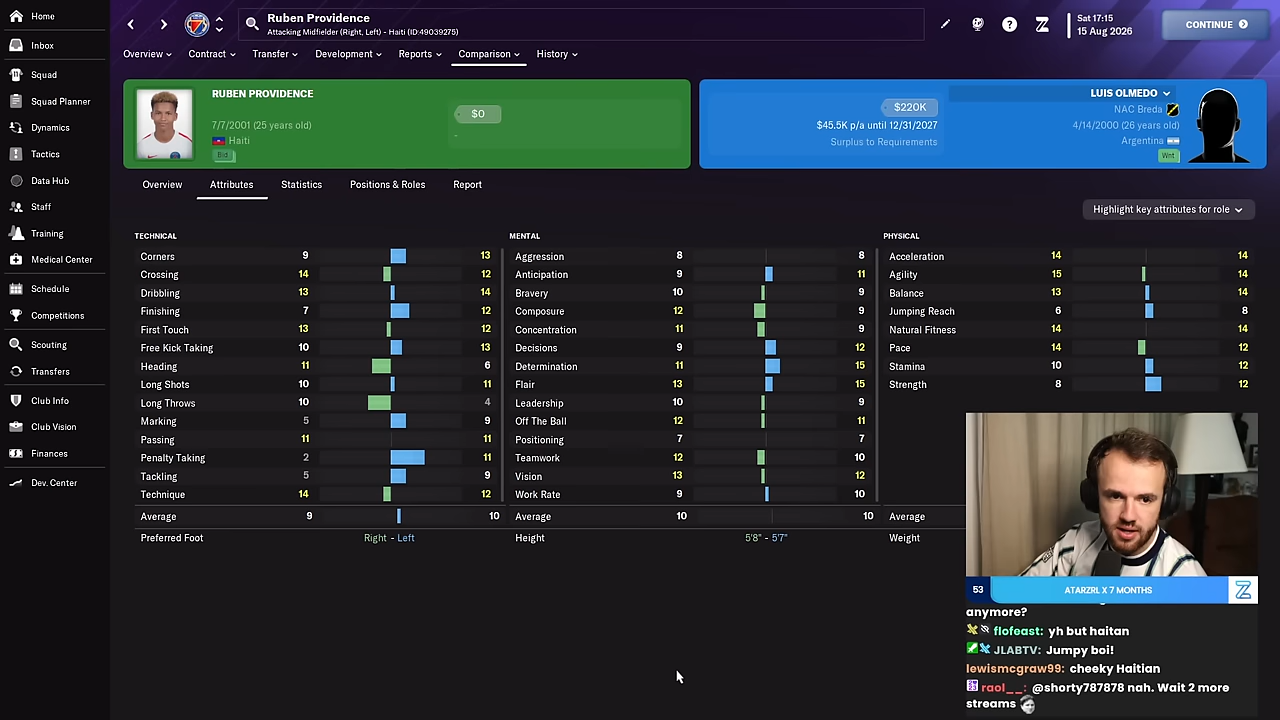 Home
Inbox
Squad
Squad Planner
Dynamics
Tactics
Data Hub
Staff
Training
Medical Center
Schedule
Competitions
Scouting
Transfers
Club Info
Club Vision
Finances
Dev. Center
Ruben Providence
Attacking Midfielder (Right, Left) - Haiti (ID:49039275)
Sat 17:15
15 Aug 2026
CONTINUE
Overview Contract Transfer Development Reports Comparison History
RUBEN PROVIDENCE
7/7/2001 (25 years old)
Haiti
Bid
$0
-
$220K
$45.5K p/a until 12/31/2027
Surplus to Requirements
LUIS OLMEDO
NAC Breda
4/14/2000 (26 years old)
Argentina
Wnt
Overview Attributes Statistics Positions & Roles Report
Highlight key attributes for role
TECHNICAL
Corners 9 13
Crossing 14 12
Dribbling 13 14
Finishing 7 12
First Touch 13 12
Free Kick Taking 10 13
Heading 11 6
Long Shots 10 11
Long Throws 10 4
Marking 5 9
Passing 11 11
Penalty Taking 2 11
Tackling 5 9
Technique 14 12
Average 9 10
Preferred Foot Right - Left
MENTAL
Aggression 8 8
Anticipation 9 11
Bravery 10 9
Composure 12 9
Concentration 11 9
Decisions 9 12
Determination 11 15
Flair 13 15
Leadership 10 9
Off The Ball 12 11
Positioning 7 7
Teamwork 12 10
Vision 13 12
Work Rate 9 10
Average 10 10
Height 5'8" - 5'7"
PHYSICAL
Acceleration 14 14
Agility 15 14
Balance 13 14
Jumping Reach 6 8
Natural Fitness 14 14
Pace 14 12
Stamina 10 12
Strength 8 12
Average
Weight
53 ATARZRL X 7 MONTHS
anymore?
flofeast: yh but haitan
JLABTV: Jumpy boi!
lewismcgraw99: cheeky Haitian
raol__: @shorty787878 nah. Wait 2 more
streams